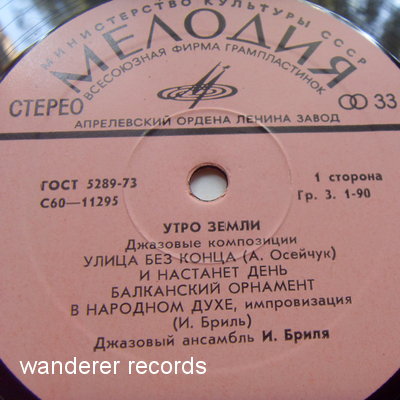 МИНИСТЕРСТВО КУЛЬТУРЫ СССР
МЕЛОДИЯ
ВСЕСОЮЗНАЯ ФИРМА ГРАМПЛАСТИНОК
СТЕРЕО
33
АПРЕЛЕВСКИЙ ОРДЕНА ЛЕНИНА ЗАВОД
ГОСТ 5289-73
С60—11295
1 сторона
Гр. 3. 1-90
УТРО ЗЕМЛИ
Джазовые композиции
УЛИЦА БЕЗ КОНЦА (А. Осейчук)
И НАСТАНЕТ ДЕНЬ
БАЛКАНСКИЙ ОРНАМЕНТ
В НАРОДНОМ ДУХЕ, импровизация
(И. Бриль)
Джазовый ансамбль И. Бриля
wanderer records